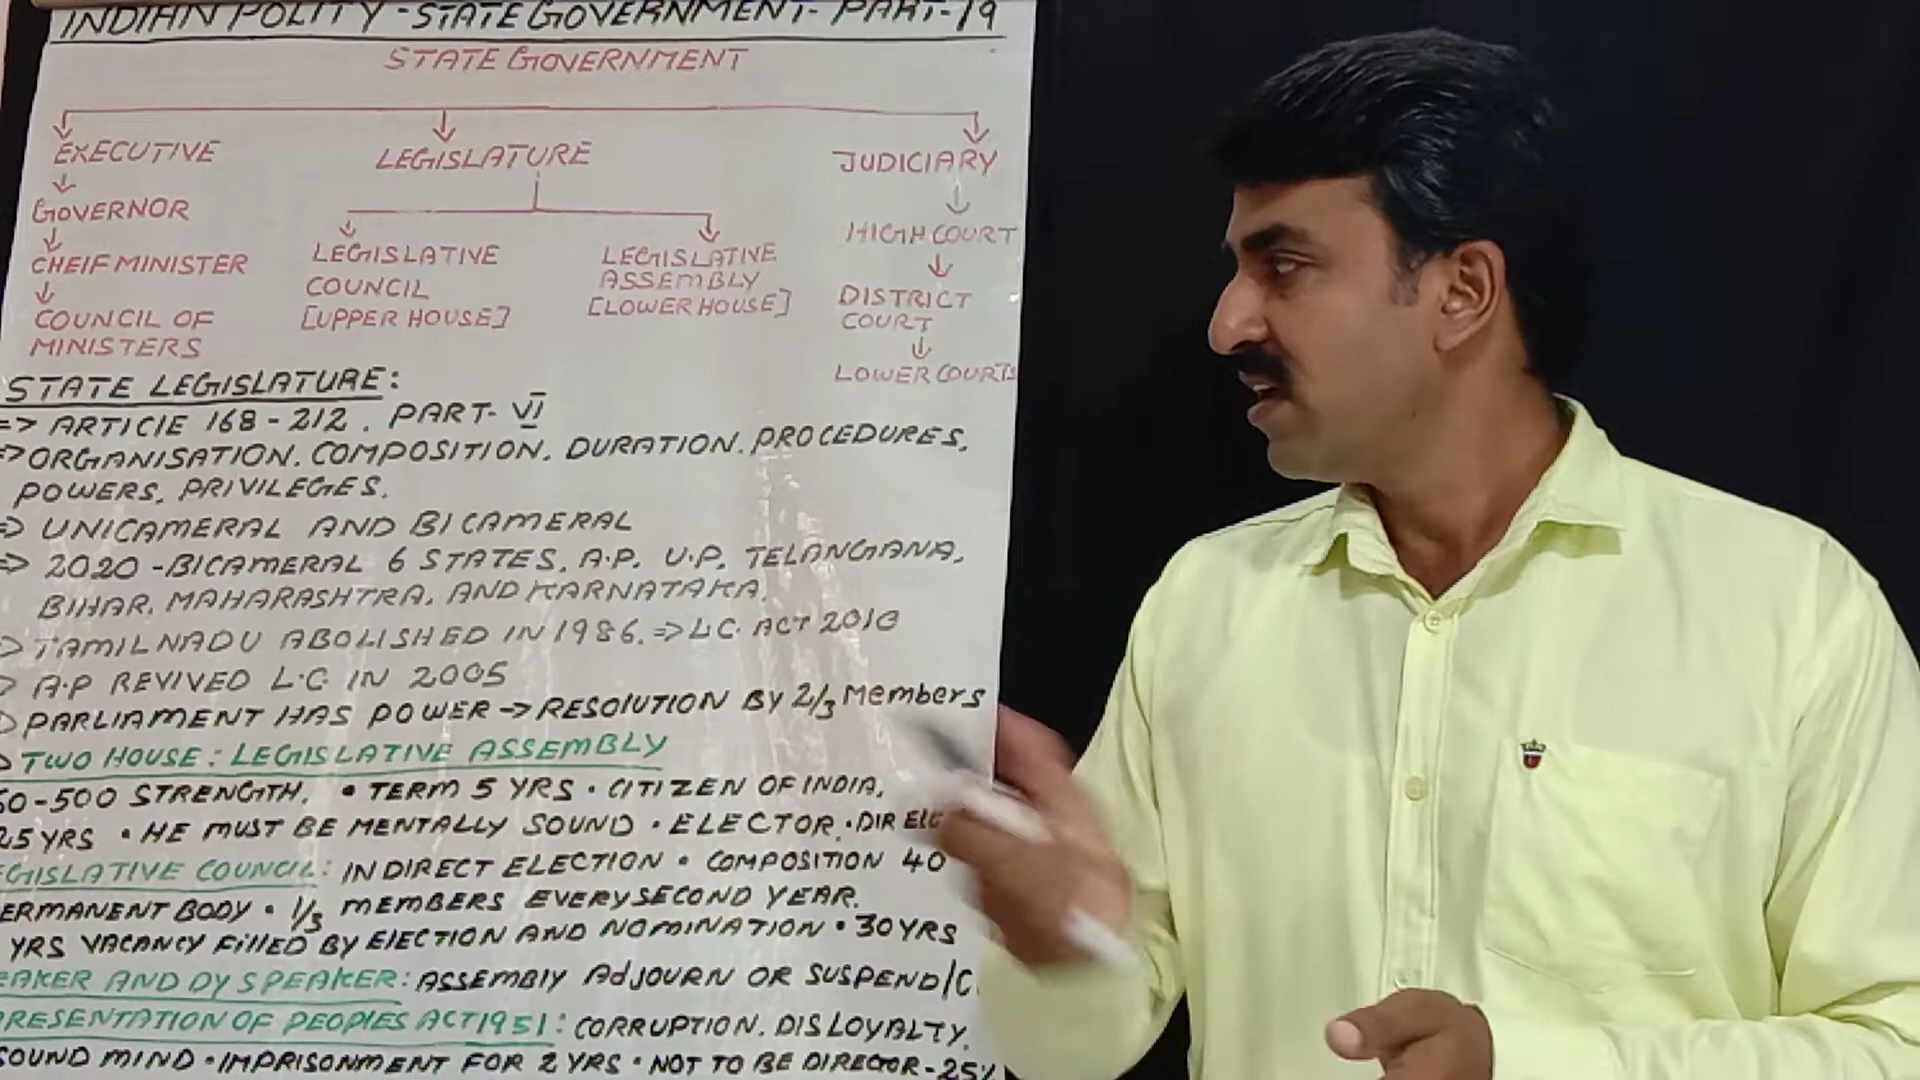 INDIAN POLITY - STATE GOVERNMENT - PART-19
STATE GOVERNMENT
EXECUTIVE
GOVERNOR
CHEIF MINISTER
COUNCIL OF
MINISTERS
LEGISLATURE
LEGISLATIVE
COUNCIL
[UPPER HOUSE]
LEGISLATIVE
ASSEMBLY
[LOWER HOUSE]
JUDICIARY
HIGH COURT
DISTRICT
COURT
LOWER COURTS
STATE LEGISLATURE:
=> ARTICLE 168 - 212. PART- VI
=> ORGANISATION. COMPOSITION. DURATION. PROCEDURES,
POWERS, PRIVILEGES.
=> UNICAMERAL AND BICAMERAL
=> 2020 - BICAMERAL 6 STATES. A.P. U.P. TELANGANA,
BIHAR, MAHARASHTRA, AND KARNATAKA.
TAMILNADU ABOLISHED IN 1986. => L.C. ACT
A.P REVIVED L.C. IN 2005
PARLIAMENT HAS POWER -> RESOLUTION BY 2/3 Members
TWO HOUSE: LEGISLATIVE ASSEMBLY
60-500 STRENGTH. • TERM 5 YRS • CITIZEN OF INDIA,
25 YRS • HE MUST BE MENTALLY SOUND • ELECTOR. •
EGISLATIVE COUNCIL: INDIRECT ELECTION • COMPOSITION 40
ERMANENT BODY • 1/3 MEMBERS EVERY SECOND YEAR.
YRS VACANCY FILLED BY ELECTION AND NOMINATION • 30 YRS
EAKER AND DY SPEAKER: ASSEMBLY AdJOURN OR SUSPEND/C
PRESENTATION OF PEOPLES ACT 1951: CORRUPTION. DISLOYALTY.
SOUND MIND • IMPRISONMENT FOR 2 YRS • NOT TO BE DIRECTOR - 25%